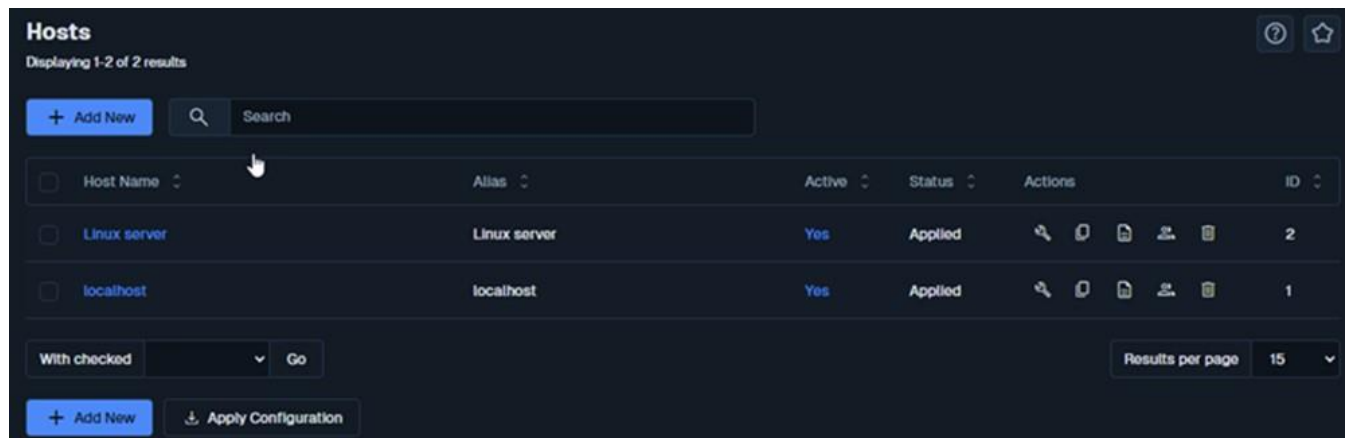 Hosts
Displaying 1-2 of 2 results
Add New Search
Host Name Alias Active Status Actions ID
Linux server Linux server Yes Applied 2
localhost localhost Yes Applied 1
With checked Go Results per page 15
Add New Apply Configuration